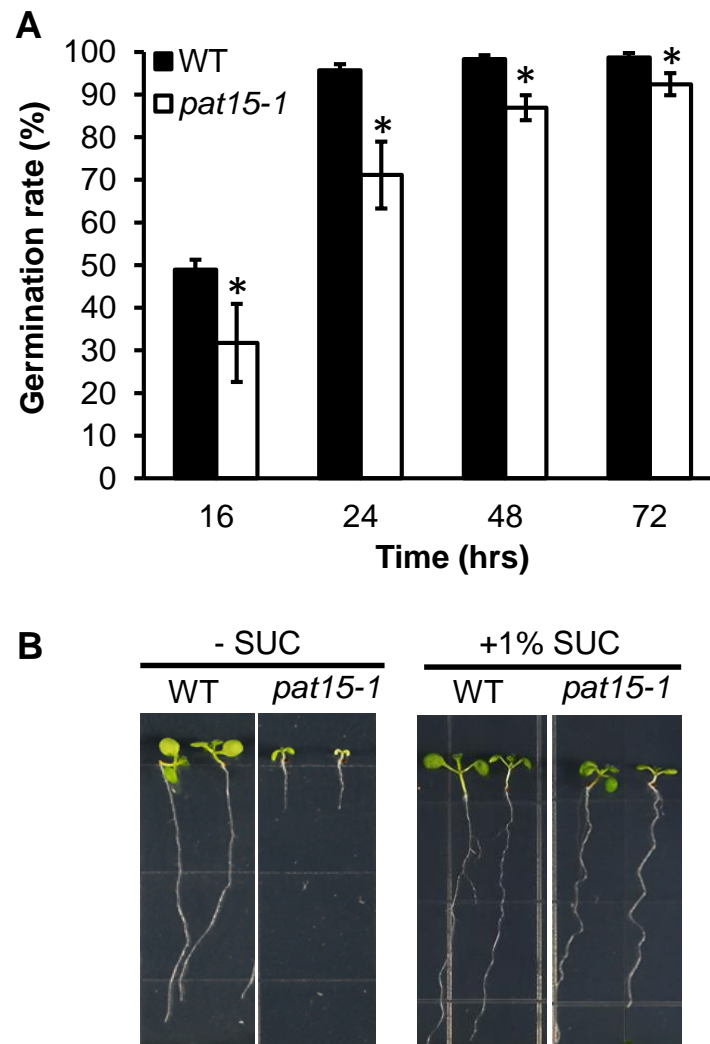 A
Germination rate (%)
100
90
80
70
60
50
40
30
20
10
0
WT
pat15-1
*
*
*
*
16 24 48 72
Time (hrs)
B
- SUC +1% SUC
WT pat15-1 WT pat15-1